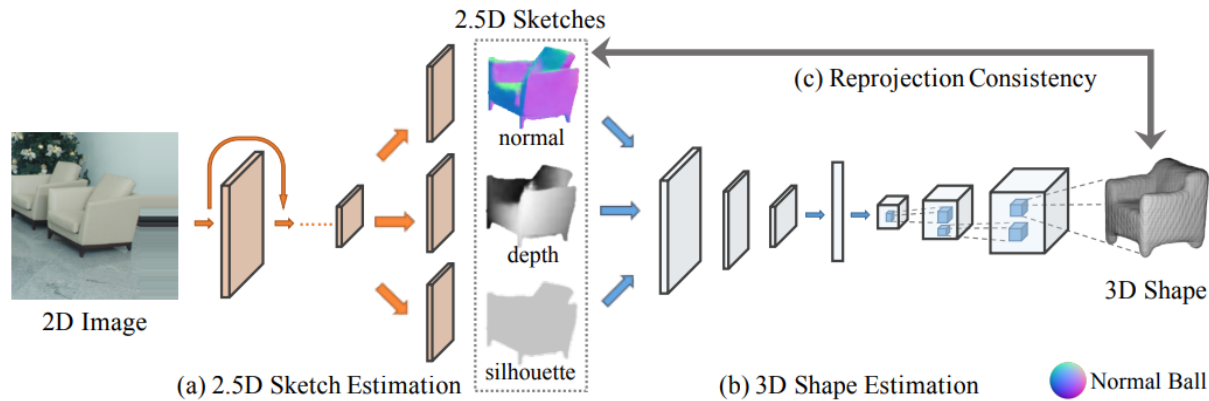 2.5D Sketches
(c) Reprojection Consistency
normal
depth
silhouette
2D Image
3D Shape
(a) 2.5D Sketch Estimation
(b) 3D Shape Estimation
Normal Ball